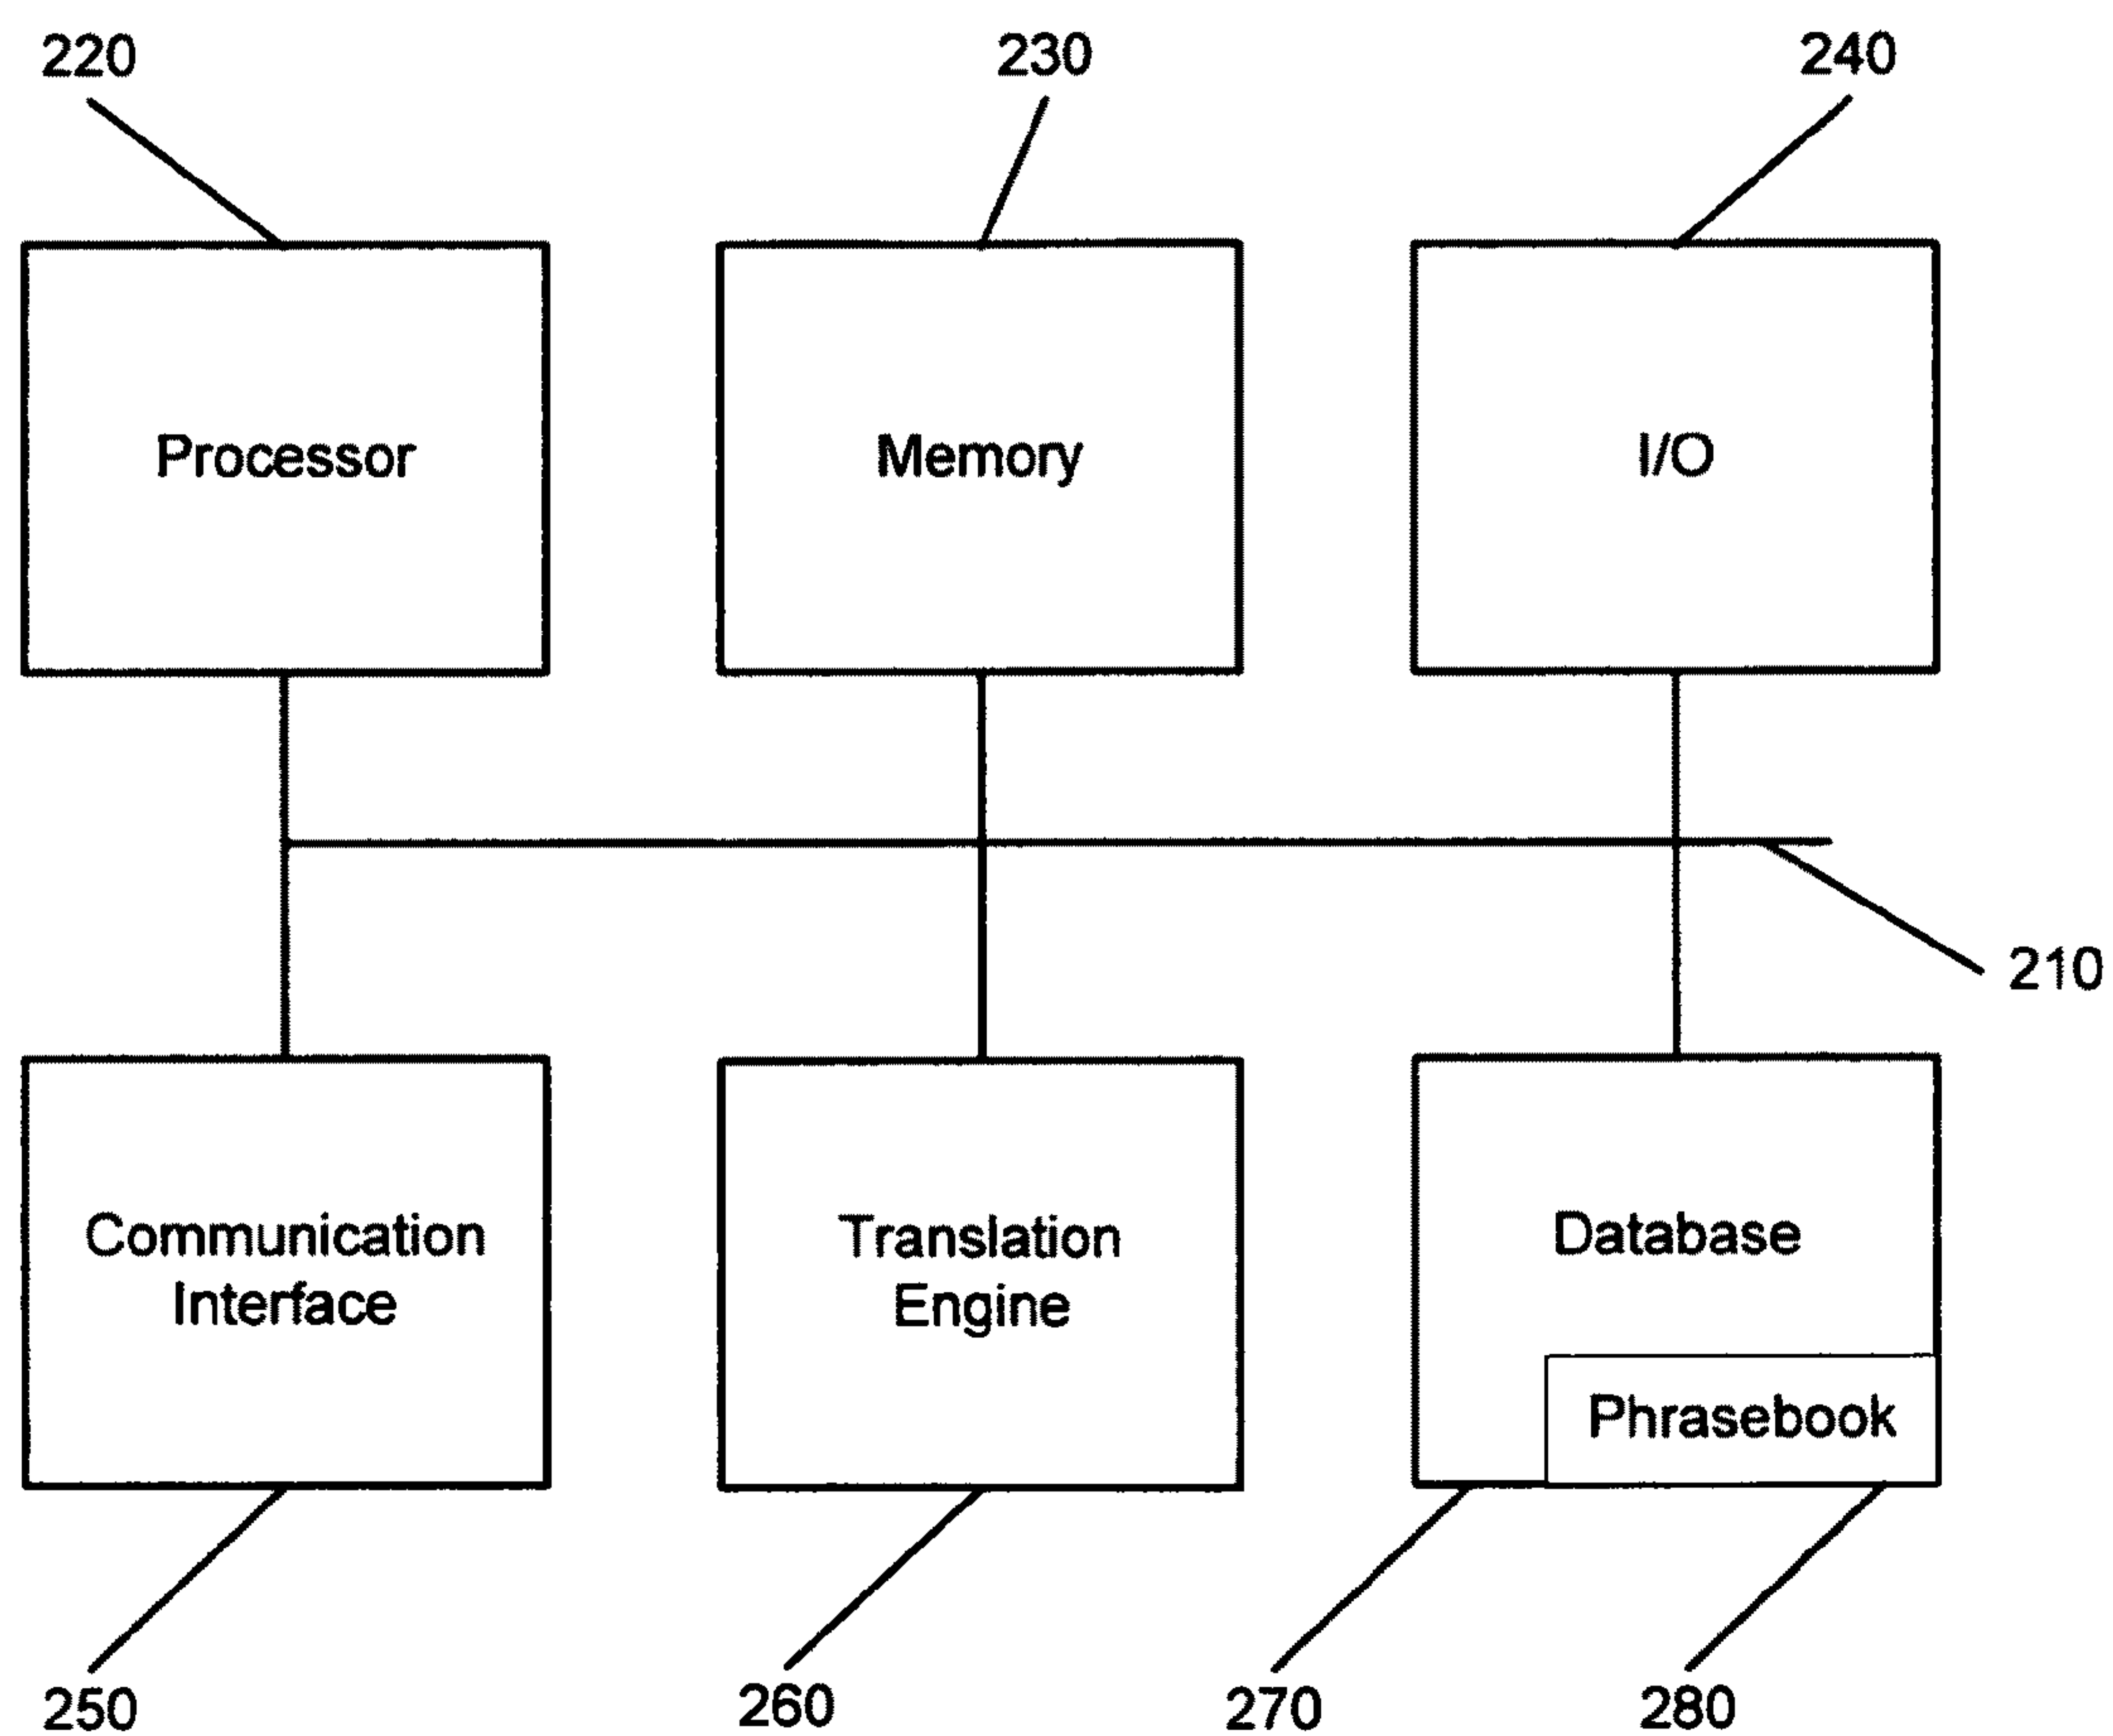 220
230
240
Processor
Memory
I/O
210
Communication
Interface
Translation
Engine
Database
Phrasebook
250
260
270
280